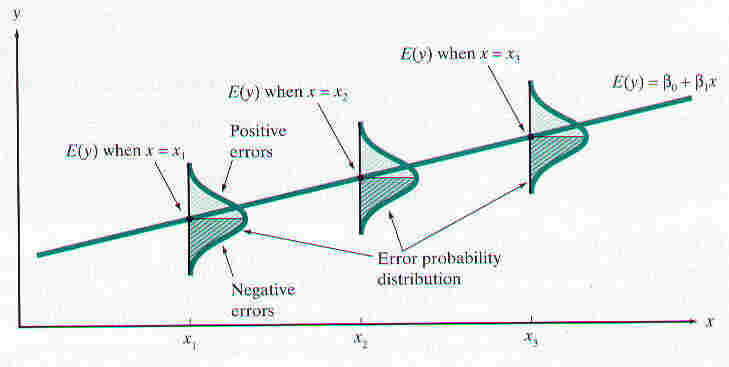 y
E(y) when x = x₃
E(y) = β₀ + β₁x
E(y) when x = x₂
Positive
errors
E(y) when x = x₁
Error probability
distribution
Negative
errors
x
x₁
x₂
x₃